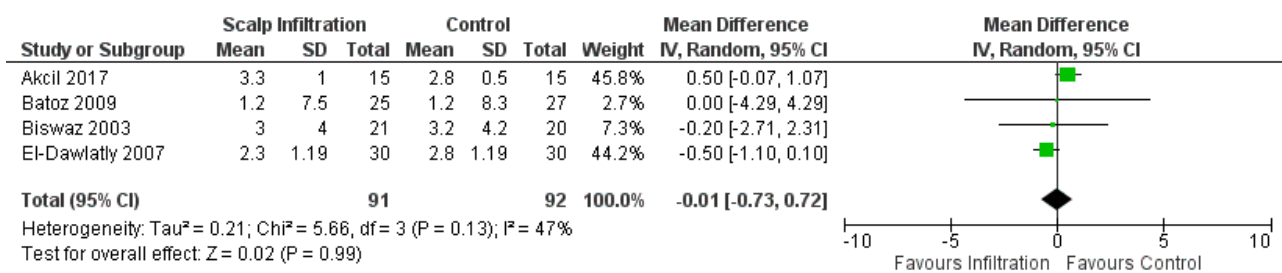 Scalp Infiltration Control Mean Difference Mean Difference
Study or Subgroup Mean SD Total Mean SD Total Weight IV, Random, 95% CI IV, Random, 95% CI
Akcil 2017 3.3 1 15 2.8 0.5 15 45.8% 0.50 [-0.07, 1.07]
Batoz 2009 1.2 7.5 25 1.2 8.3 27 2.7% 0.00 [-4.29, 4.29]
Biswaz 2003 3 4 21 3.2 4.2 20 7.3% -0.20 [-2.71, 2.31]
El-Dawlatly 2007 2.3 1.19 30 2.8 1.19 30 44.2% -0.50 [-1.10, 0.10]
Total (95% CI) 91 92 100.0% -0.01 [-0.73, 0.72]
Heterogeneity: Tau² = 0.21; Chi² = 5.66, df = 3 (P = 0.13); I² = 47%
Test for overall effect: Z = 0.02 (P = 0.99)
-10 -5 0 5 10
Favours Infiltration Favours Control